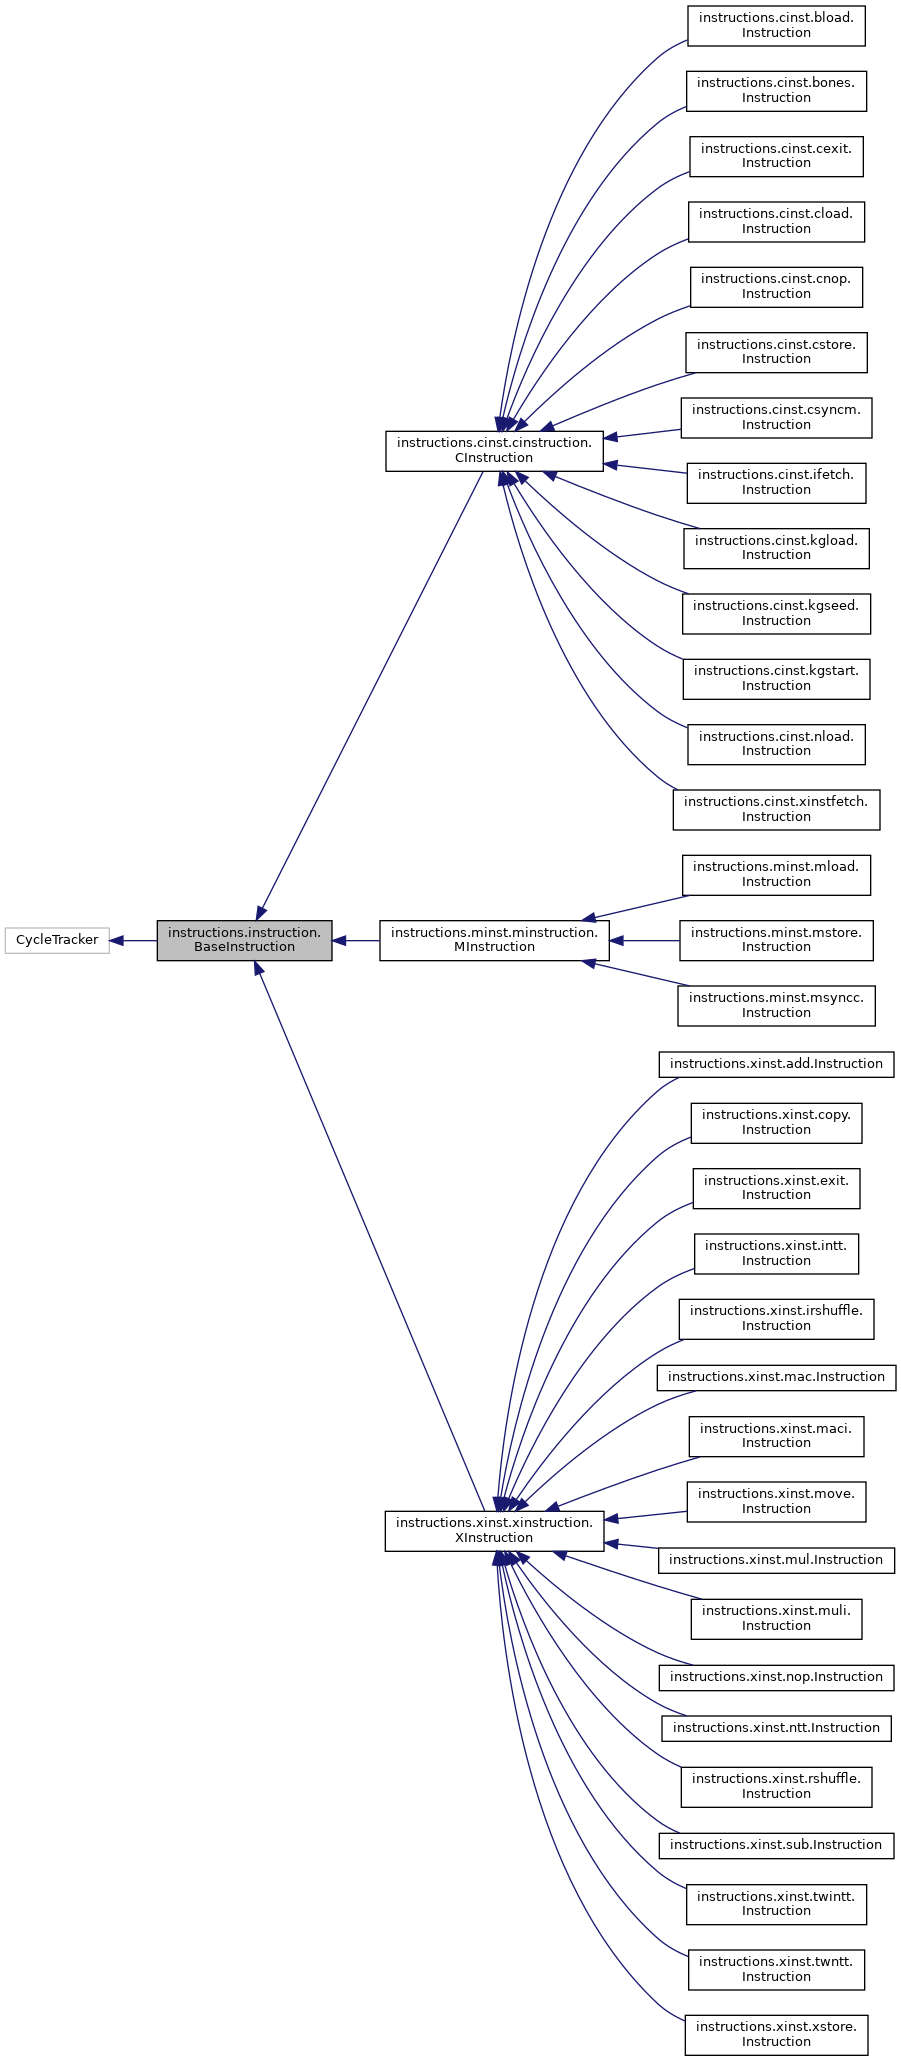 instructions.cinst.bload.
Instruction
instructions.cinst.bones.
Instruction
instructions.cinst.cexit.
Instruction
instructions.cinst.cload.
Instruction
instructions.cinst.cnop.
Instruction
instructions.cinst.cstore.
Instruction
instructions.cinst.csyncm.
Instruction
instructions.cinst.cinstruction.
CInstruction
instructions.cinst.ifetch.
Instruction
instructions.cinst.kgload.
Instruction
instructions.cinst.kgseed.
Instruction
instructions.cinst.kgstart.
Instruction
instructions.cinst.nload.
Instruction
instructions.cinst.xinstfetch.
Instruction
instructions.minst.mload.
Instruction
CycleTracker
instructions.instruction.
BaseInstruction
instructions.minst.minstruction.
MInstruction
instructions.minst.mstore.
Instruction
instructions.minst.msyncc.
Instruction
instructions.xinst.add.Instruction
instructions.xinst.copy.
Instruction
instructions.xinst.exit.
Instruction
instructions.xinst.intt.
Instruction
instructions.xinst.irshuffle.
Instruction
instructions.xinst.mac.Instruction
instructions.xinst.maci.
Instruction
instructions.xinst.move.
Instruction
instructions.xinst.xinstruction.
XInstruction
instructions.xinst.mul.Instruction
instructions.xinst.muli.
Instruction
instructions.xinst.nop.Instruction
instructions.xinst.ntt.Instruction
instructions.xinst.rshuffle.
Instruction
instructions.xinst.sub.Instruction
instructions.xinst.twintt.
Instruction
instructions.xinst.twntt.
Instruction
instructions.xinst.xstore.
Instruction